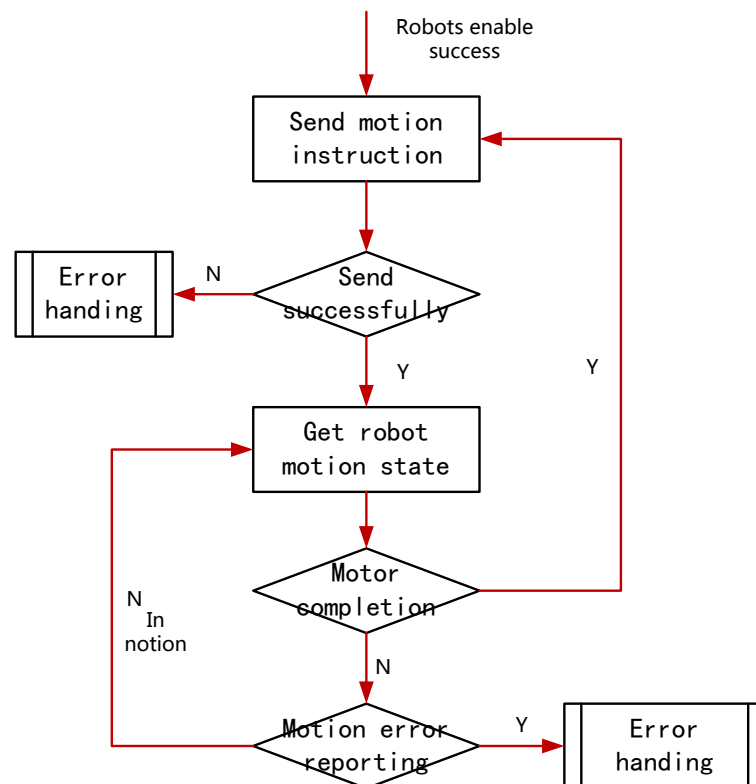 Robots enable
success
Send motion
instruction
Error
handing
N
Send
successfully
Y
Y
Get robot
motion state
N
In
notion
Motor
completion
N
Motion error
reporting
Y
Error
handing